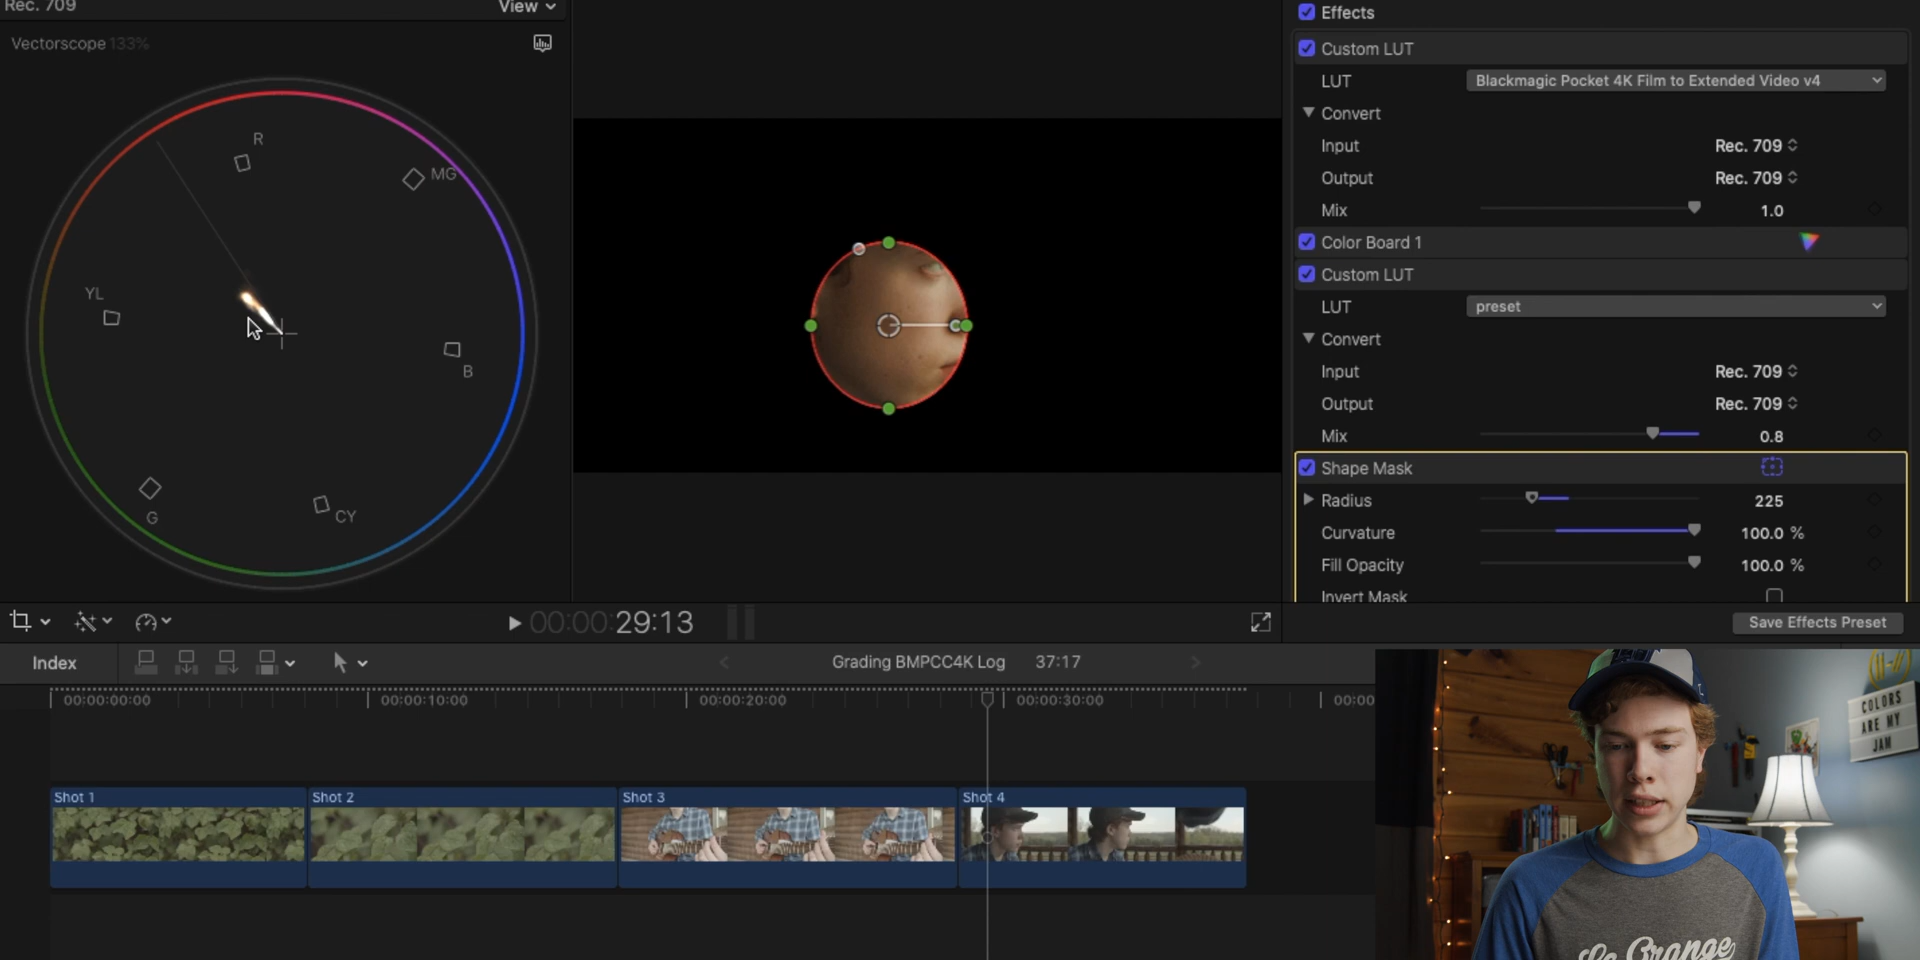 Rec. 709
View
Vectorscope 133%
R
MG
YL
B
G
CY
Effects
Custom LUT
LUT
Blackmagic Pocket 4K Film to Extended Video v4
Convert
Input
Rec. 709
Output
Rec. 709
Mix
1.0
Color Board 1
Custom LUT
LUT
preset
Convert
Input
Rec. 709
Output
Rec. 709
Mix
0.8
Shape Mask
Radius
225
Curvature
100.0 %
Fill Opacity
100.0 %
Invert Mask
00:00:29:13
Save Effects Preset
Index
Grading BMPCC4K Log
37:17
00:00:00:00
00:00:10:00
00:00:20:00
00:00:30:00
00:00
Shot 1
Shot 2
Shot 3
Shot 4
COLORS
ARE MY
JAM
La Grange